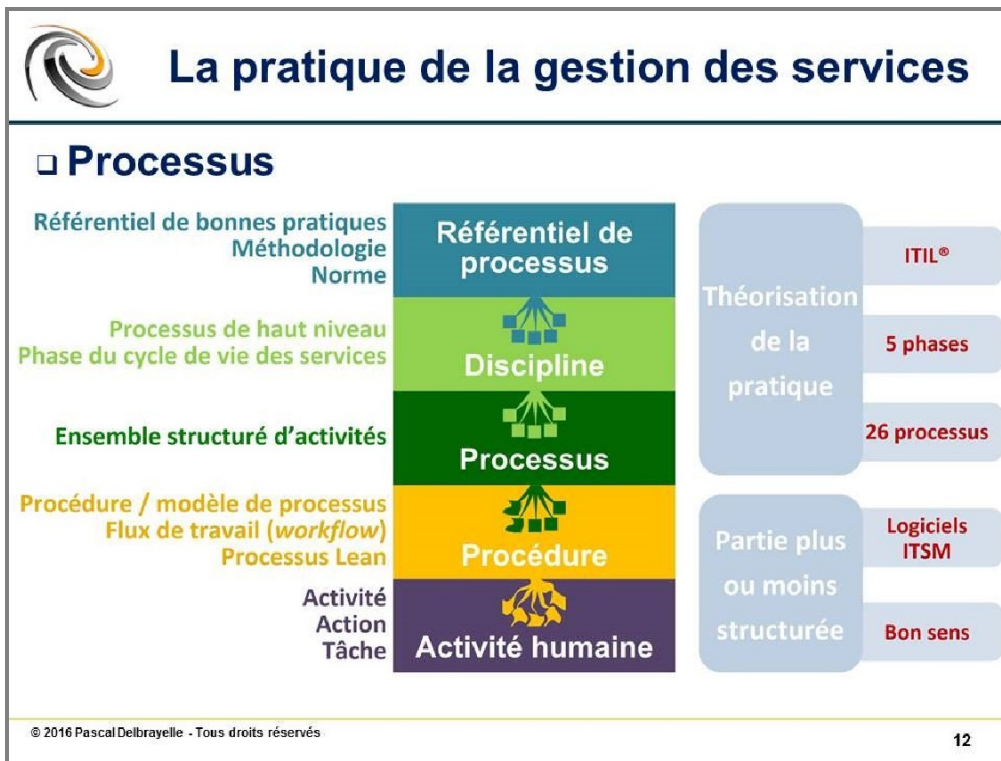 La pratique de la gestion des services
❑ Processus
Référentiel de bonnes pratiques
Méthodologie
Norme
Référentiel de
processus
Processus de haut niveau
Phase du cycle de vie des services
Discipline
Ensemble structuré d'activités
Processus
Procédure / modèle de processus
Flux de travail (workflow)
Processus Lean
Procédure
Activité
Action
Tâche
Activité humaine
Théorisation
de la
pratique
ITIL®
5 phases
26 processus
Partie plus
ou moins
structurée
Logiciels
ITSM
Bon sens
© 2016 Pascal Delbrayelle - Tous droits réservés
12